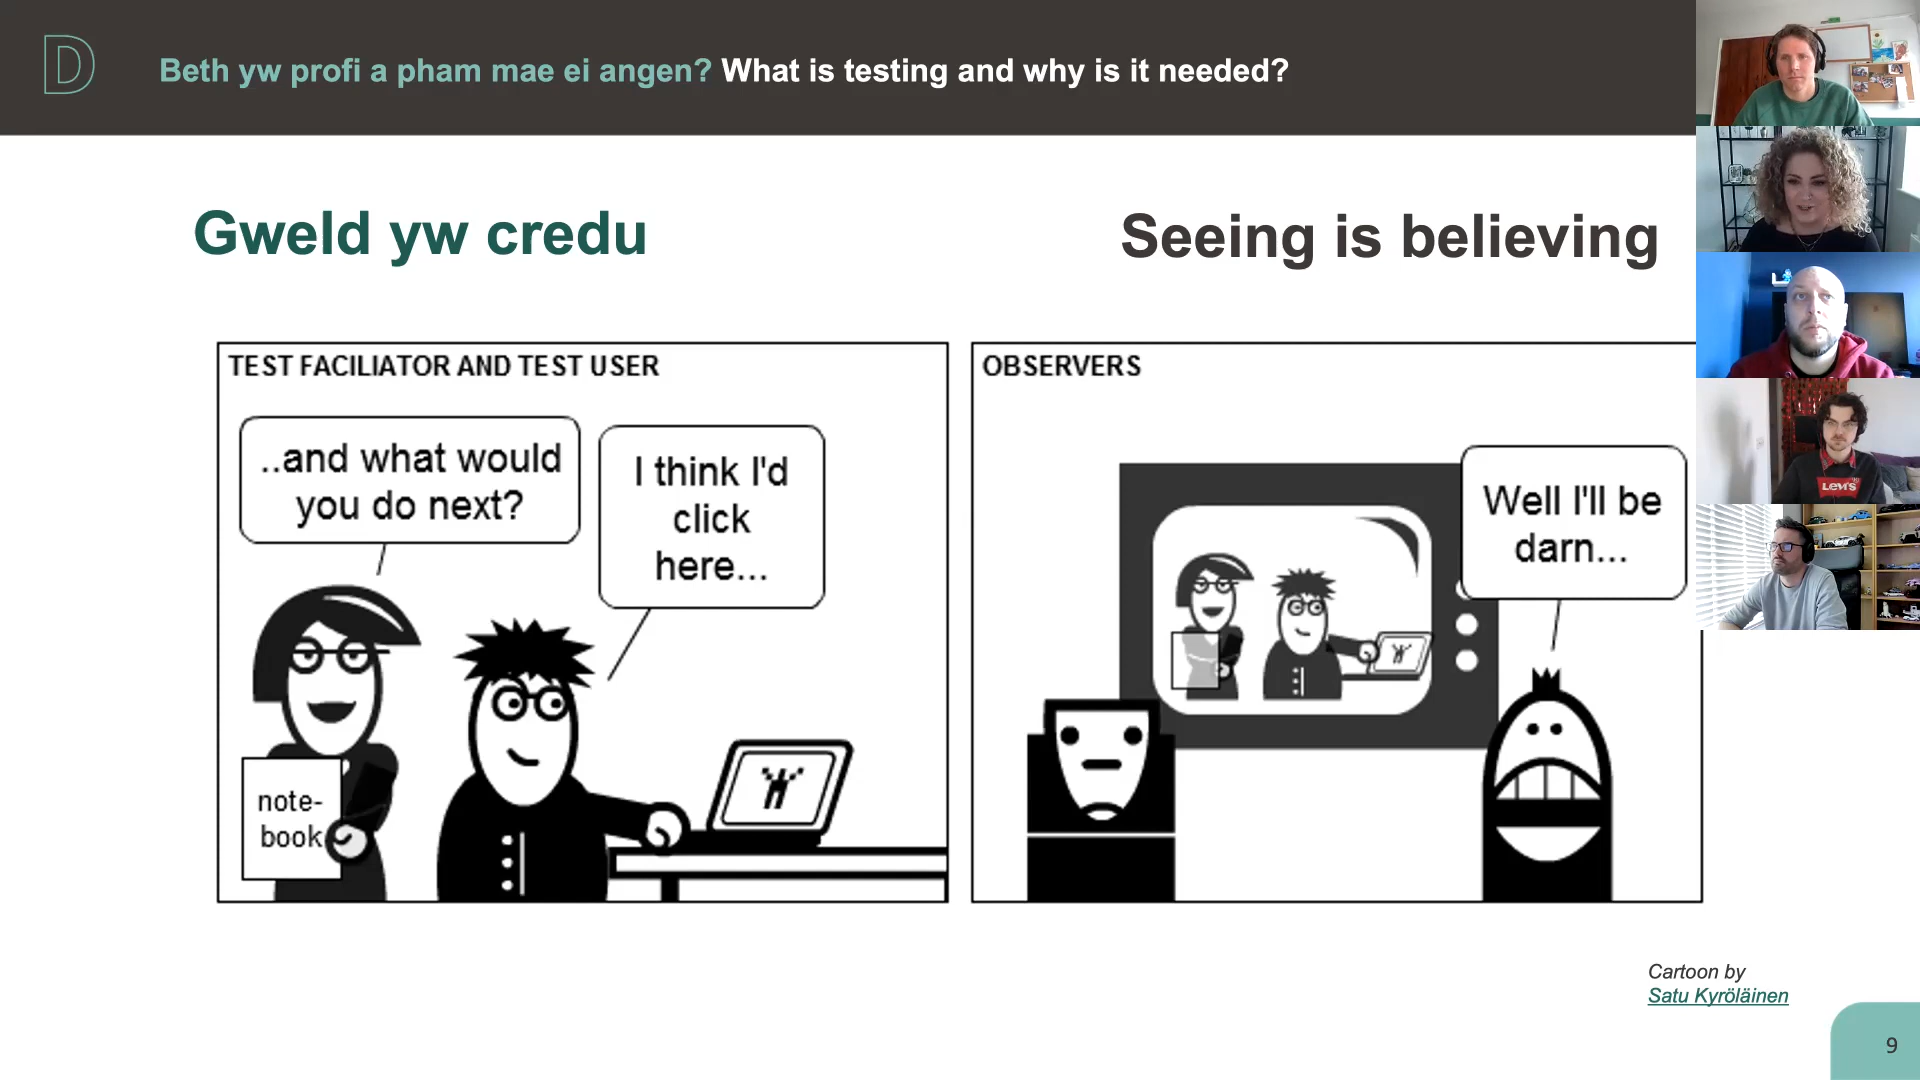 D
Beth yw profi a pham mae ei angen? What is testing and why is it needed?
Gweld yw credu
Seeing is believing
TEST FACILIATOR AND TEST USER
..and what would
you do next?
I think I'd
click
here...
note-
book
OBSERVERS
Well I'll be
darn...
Levi's
Cartoon by
Satu Kyröläinen
9